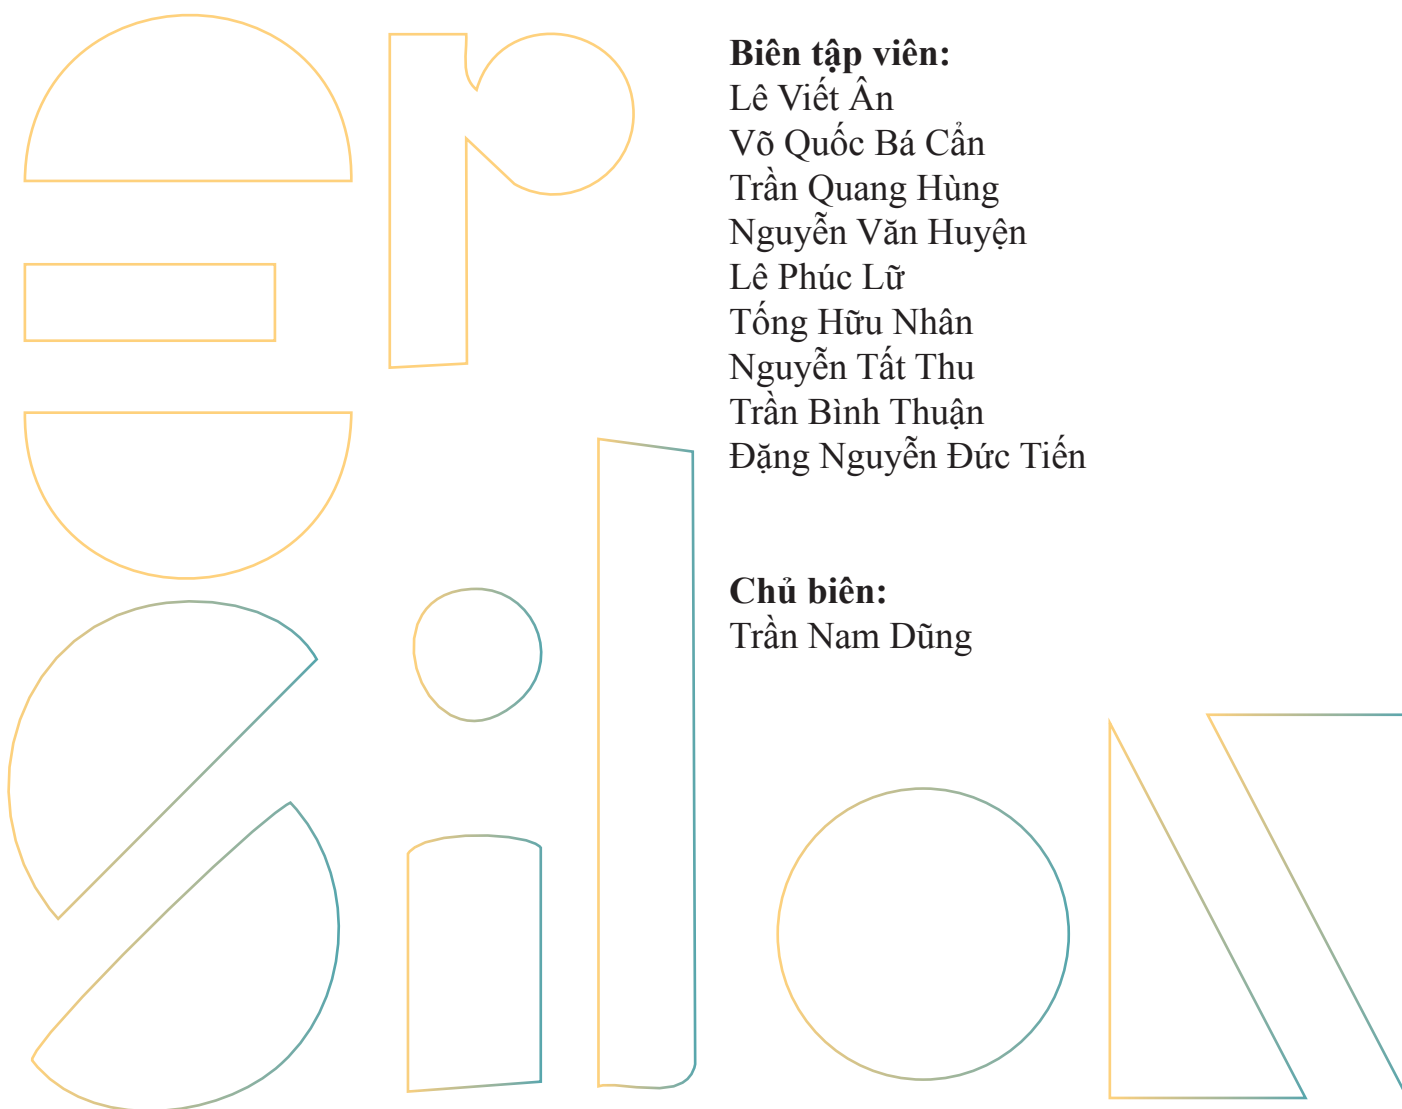 Biên tập viên:
Lê Viết Ân
Võ Quốc Bá Cẩn
Trần Quang Hùng
Nguyễn Văn Huyện
Lê Phúc Lữ
Tống Hữu Nhân
Nguyễn Tất Thu
Trần Bình Thuận
Đặng Nguyễn Đức Tiến
Chủ biên:
Trần Nam Dũng